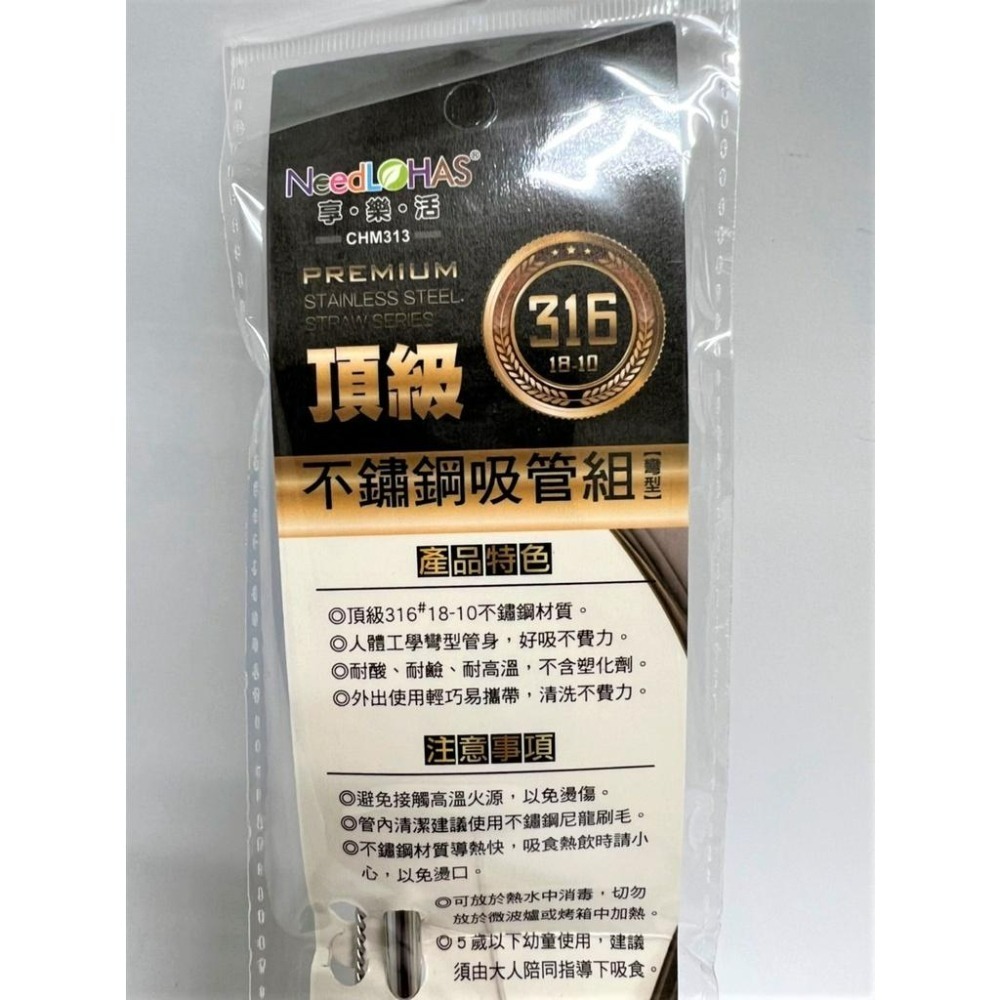 NeedLOHAS®
享·樂·活
CHM313
PREMIUM
STAINLESS STEEL
STRAW SERIES
316
18-10
頂級
不鏽鋼吸管組【彎型】
產品特色
◎頂級316#18-10不鏽鋼材質。
◎人體工學彎型管身,好吸不費力。
◎耐酸、耐鹼、耐高溫,不含塑化劑。
◎外出使用輕巧易攜帶,清洗不費力。
注意事項
◎避免接觸高溫火源,以免燙傷。
◎管內清潔建議使用不鏽鋼尼龍刷毛。
◎不鏽鋼材質導熱快,吸食熱飲時請小
心,以免燙口。
◎可放於熱水中消毒,切勿
放於微波爐或烤箱中加熱。
◎5歲以下幼童使用,建議
須由大人陪同指導下吸食。